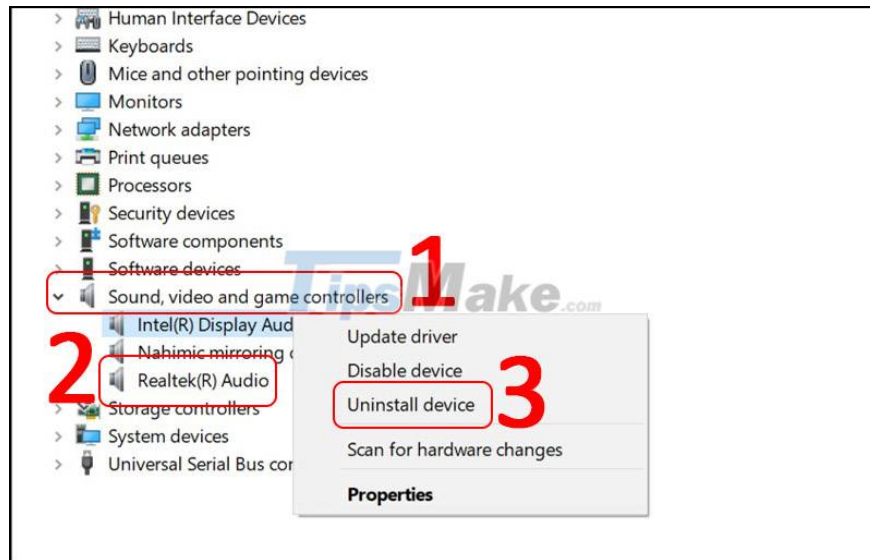 Human Interface Devices
Keyboards
Mice and other pointing devices
Monitors
Network adapters
Print queues
Processors
Security devices
Software components
1
Software devices
TipsMake.com
Sound, video and game controllers
Intel(R) Display Aud
Nahimic mirroring
2
Realtek(R) Audio
Storage controllers
System devices
Universal Serial Bus cor
Update driver
Disable device
3
Uninstall device
Scan for hardware changes
Properties